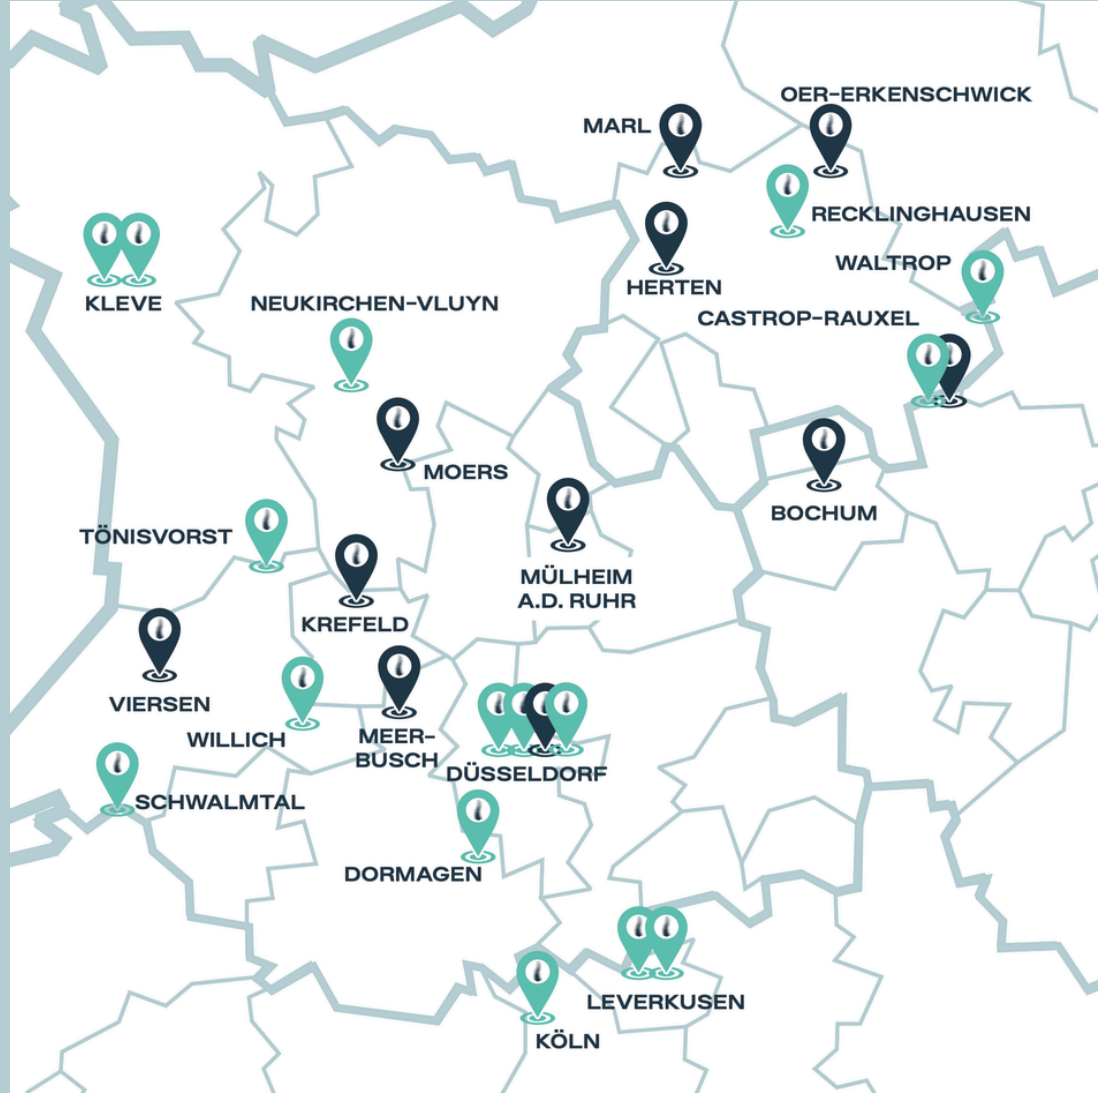 OER-ERKENSCHWICK
MARL
RECKLINGHAUSEN
WALTROP
HERTEN
KLEVE
NEUKIRCHEN-VLUYN
CASTROP-RAUXEL
MOERS
BOCHUM
TÖNISVORST
MÜLHEIM
A.D. RUHR
KREFELD
VIERSEN
WILLICH
MEER-
BUSCH
DÜSSELDORF
SCHWALMTAL
DORMAGEN
LEVERKUSEN
KÖLN